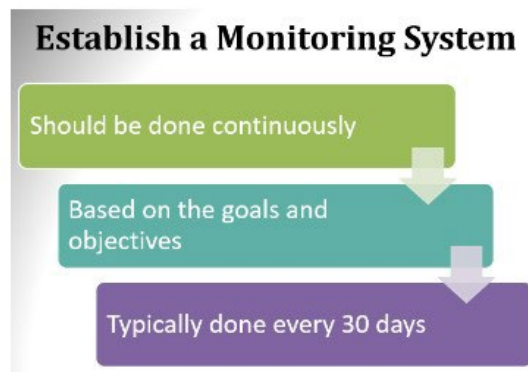 Establish a Monitoring System
Should be done continuously
Based on the goals and
objectives
Typically done every 30 days